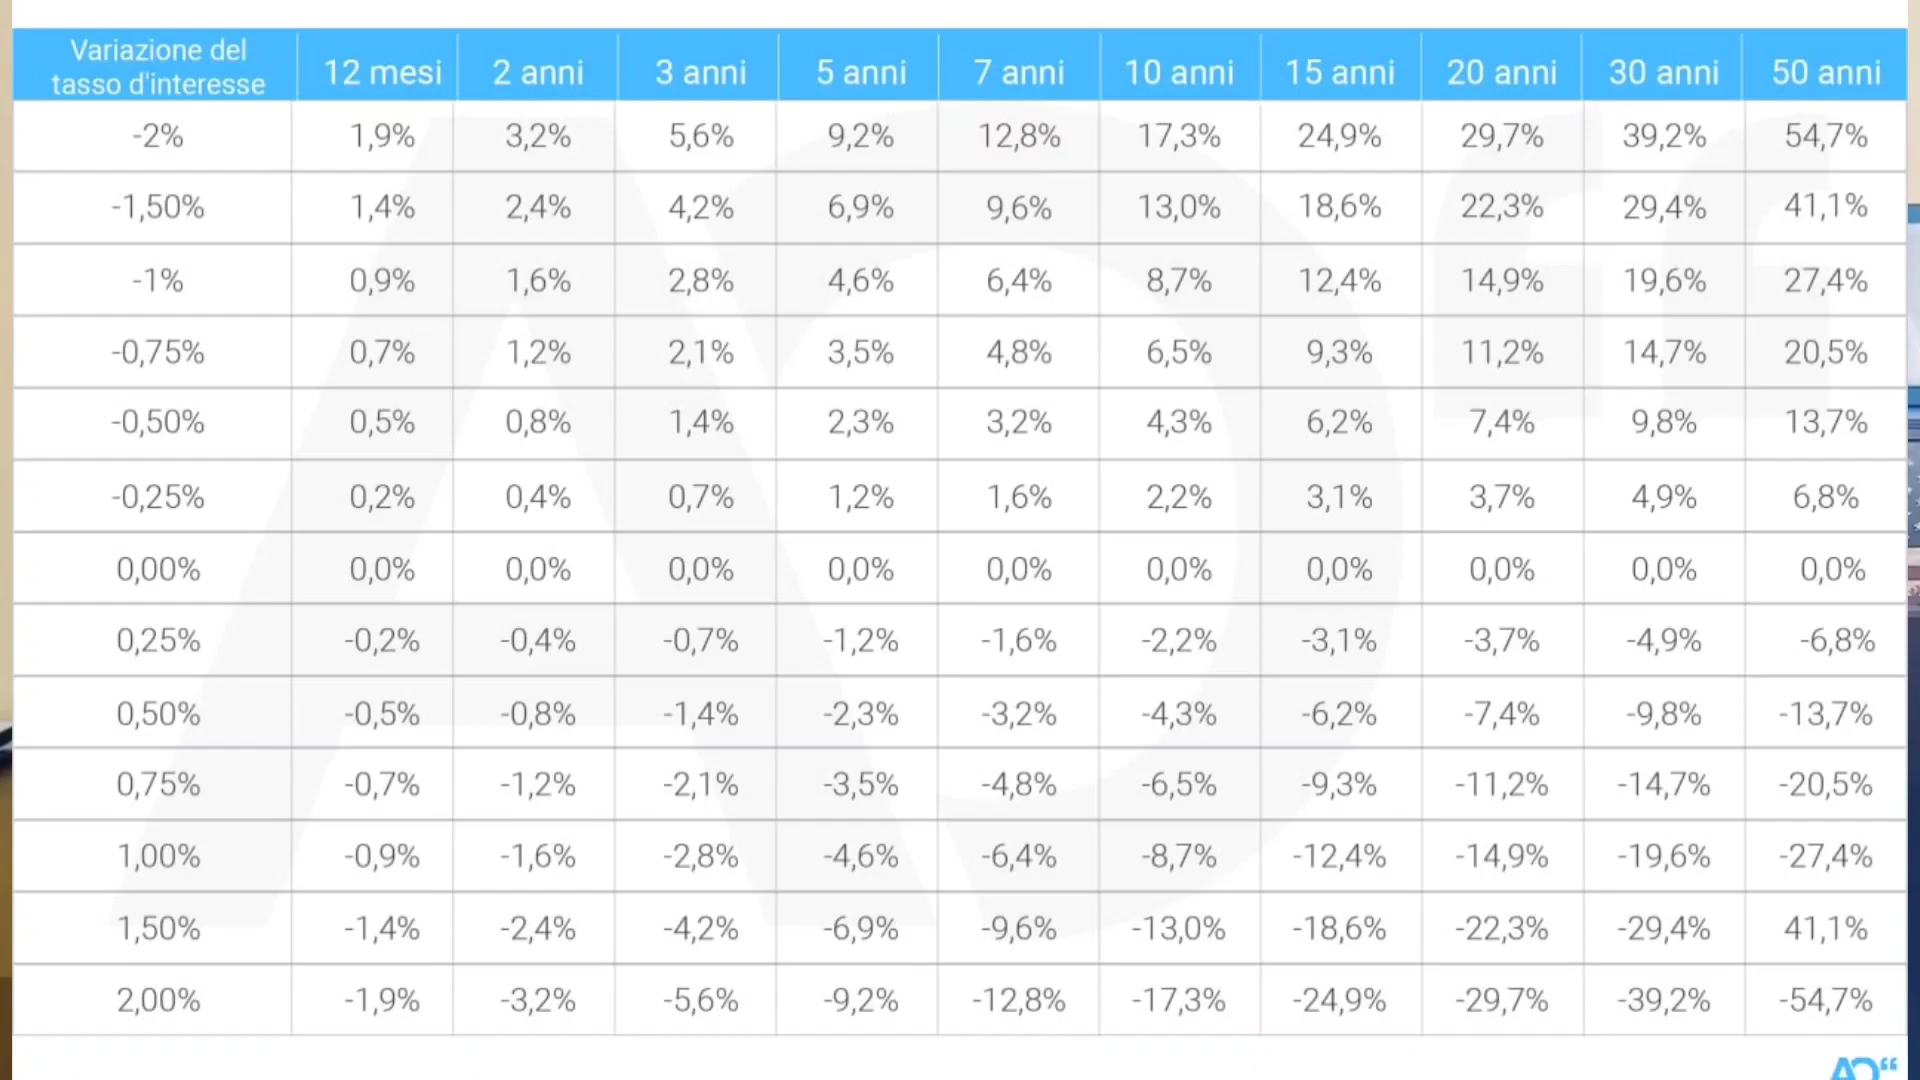 Variazione del
tasso d'interesse 12 mesi 2 anni 3 anni 5 anni 7 anni 10 anni 15 anni 20 anni 30 anni 50 anni
-2% 1,9% 3,2% 5,6% 9,2% 12,8% 17,3% 24,9% 29,7% 39,2% 54,7%
-1,50% 1,4% 2,4% 4,2% 6,9% 9,6% 13,0% 18,6% 22,3% 29,4% 41,1%
-1% 0,9% 1,6% 2,8% 4,6% 6,4% 8,7% 12,4% 14,9% 19,6% 27,4%
-0,75% 0,7% 1,2% 2,1% 3,5% 4,8% 6,5% 9,3% 11,2% 14,7% 20,5%
-0,50% 0,5% 0,8% 1,4% 2,3% 3,2% 4,3% 6,2% 7,4% 9,8% 13,7%
-0,25% 0,2% 0,4% 0,7% 1,2% 1,6% 2,2% 3,1% 3,7% 4,9% 6,8%
0,00% 0,0% 0,0% 0,0% 0,0% 0,0% 0,0% 0,0% 0,0% 0,0% 0,0%
0,25% -0,2% -0,4% -0,7% -1,2% -1,6% -2,2% -3,1% -3,7% -4,9% -6,8%
0,50% -0,5% -0,8% -1,4% -2,3% -3,2% -4,3% -6,2% -7,4% -9,8% -13,7%
0,75% -0,7% -1,2% -2,1% -3,5% -4,8% -6,5% -9,3% -11,2% -14,7% -20,5%
1,00% -0,9% -1,6% -2,8% -4,6% -6,4% -8,7% -12,4% -14,9% -19,6% -27,4%
1,50% -1,4% -2,4% -4,2% -6,9% -9,6% -13,0% -18,6% -22,3% -29,4% 41,1%
2,00% -1,9% -3,2% -5,6% -9,2% -12,8% -17,3% -24,9% -29,7% -39,2% -54,7%